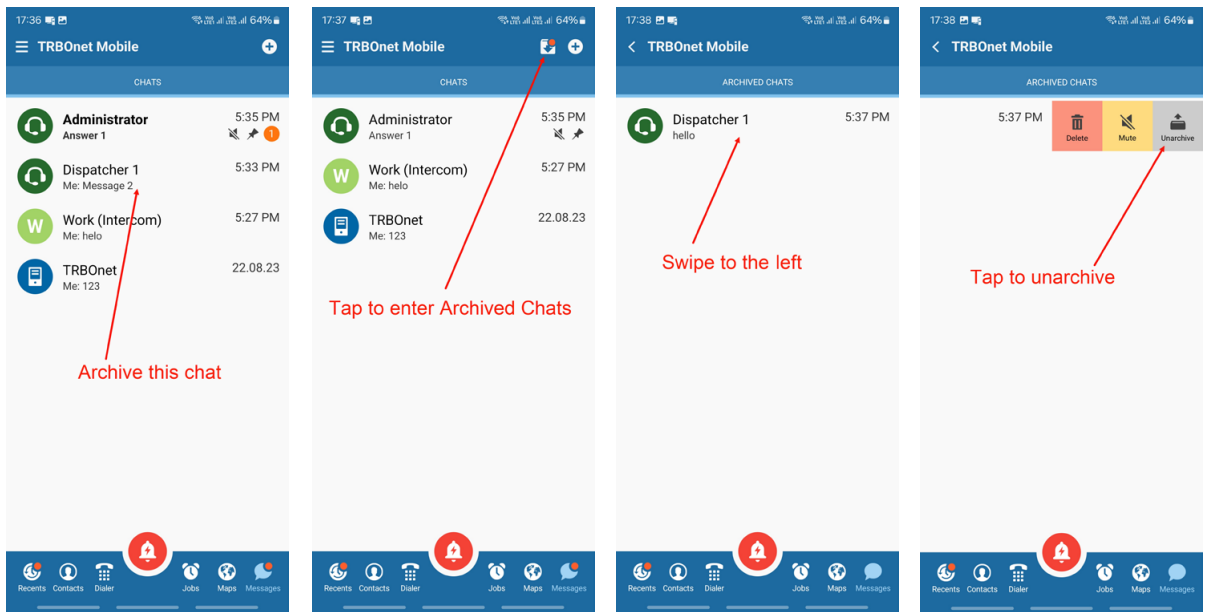 17:36 64%
TRBOnet Mobile
CHATS
Administrator 5:35 PM
Answer 1 1
Dispatcher 1 5:33 PM
Me: Message 2
W Work (Intercom) 5:27 PM
Me: helo
TRBOnet 22.08.23
Me: 123
Archive this chat
Recents Contacts Dialer Jobs Maps Messages
17:37 64%
TRBOnet Mobile
CHATS
Administrator 5:35 PM
Answer 1
W Work (Intercom) 5:27 PM
Me: helo
TRBOnet 22.08.23
Me: 123
Tap to enter Archived Chats
Recents Contacts Dialer Jobs Maps Messages
17:38 64%
TRBOnet Mobile
ARCHIVED CHATS
Dispatcher 1 5:37 PM
hello
Swipe to the left
Recents Contacts Dialer Jobs Maps Messages
17:38 64%
TRBOnet Mobile
ARCHIVED CHATS
5:37 PM Delete Mute Unarchive
Tap to unarchive
Recents Contacts Dialer Jobs Maps Messages